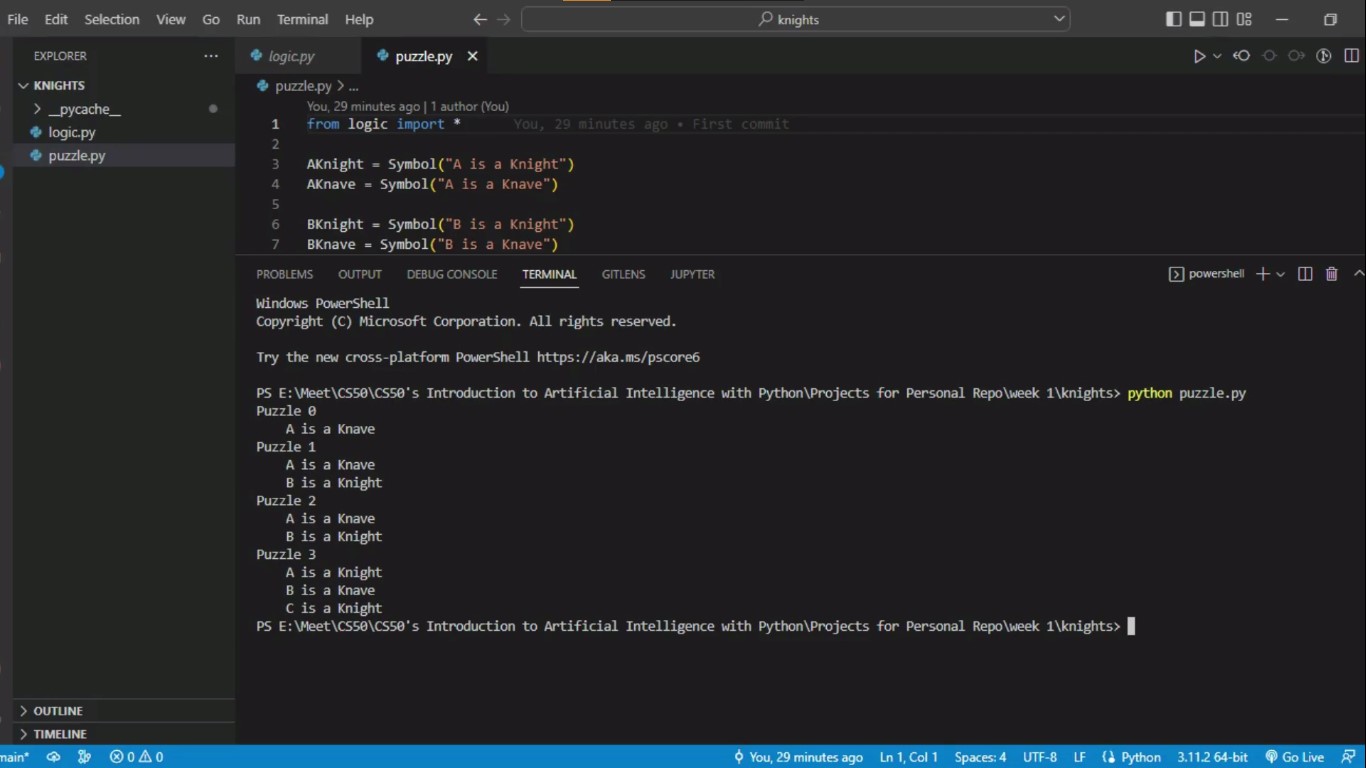 File Edit Selection View Go Run Terminal Help
knights
EXPLORER ...
KNIGHTS
__pycache__
logic.py
puzzle.py
logic.py puzzle.py
puzzle.py > ...
You, 29 minutes ago | 1 author (You)
1 from logic import * You, 29 minutes ago • First commit
2
3 AKnight = Symbol("A is a Knight")
4 AKnave = Symbol("A is a Knave")
5
6 BKnight = Symbol("B is a Knight")
7 BKnave = Symbol("B is a Knave")
PROBLEMS OUTPUT DEBUG CONSOLE TERMINAL GITLENS JUPYTER powershell
Windows PowerShell
Copyright (C) Microsoft Corporation. All rights reserved.
Try the new cross-platform PowerShell https://aka.ms/pscore6
PS E:\Meet\CS50\CS50's Introduction to Artificial Intelligence with Python\Projects for Personal Repo\week 1\knights> python puzzle.py
Puzzle 0
A is a Knave
Puzzle 1
A is a Knave
B is a Knight
Puzzle 2
A is a Knave
B is a Knight
Puzzle 3
A is a Knight
B is a Knave
C is a Knight
PS E:\Meet\CS50\CS50's Introduction to Artificial Intelligence with Python\Projects for Personal Repo\week 1\knights>
OUTLINE
TIMELINE
main* 0 0 You, 29 minutes ago Ln 1, Col 1 Spaces: 4 UTF-8 LF Python 3.11.2 64-bit Go Live